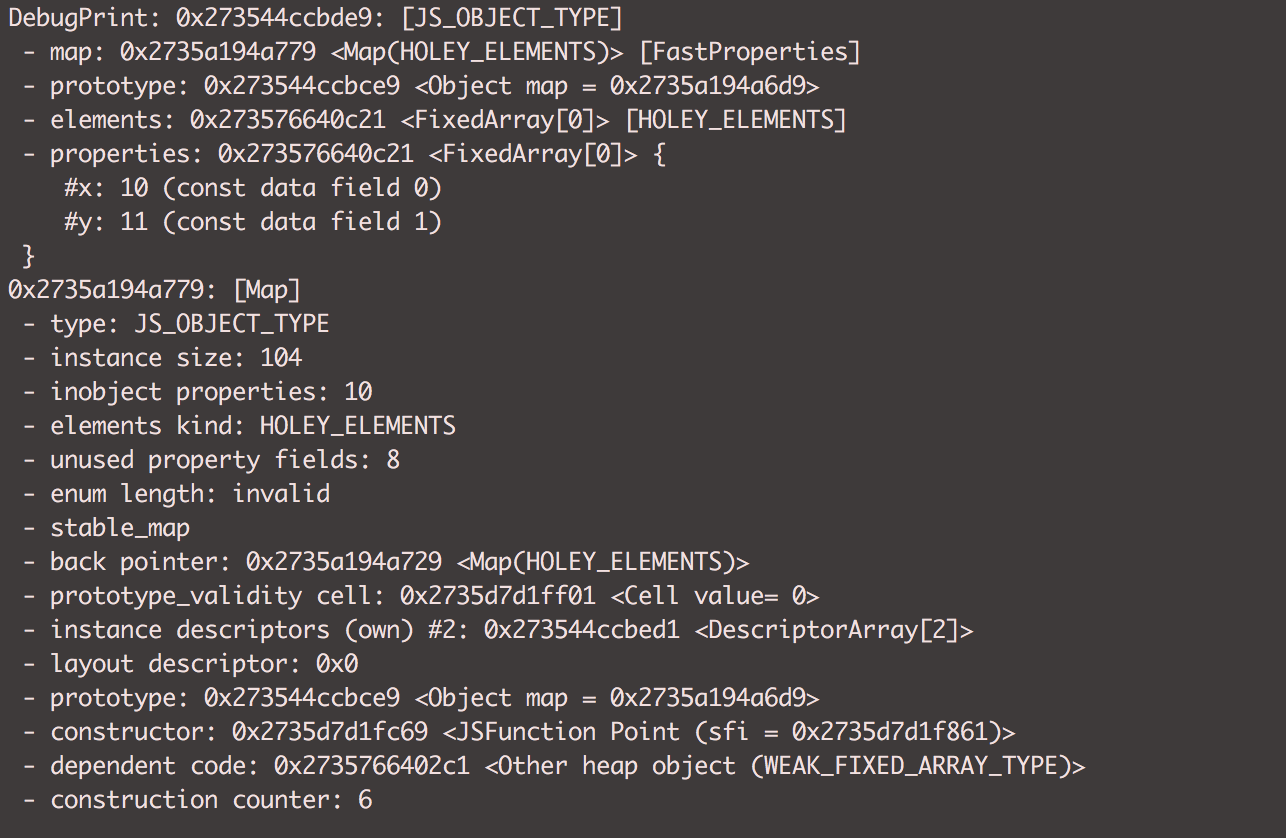 DebugPrint: 0x273544ccbde9: [JS_OBJECT_TYPE]
- map: 0x2735a194a779 <Map(HOLEY_ELEMENTS)> [FastProperties]
- prototype: 0x273544ccbce9 <Object map = 0x2735a194a6d9>
- elements: 0x273576640c21 <FixedArray[0]> [HOLEY_ELEMENTS]
- properties: 0x273576640c21 <FixedArray[0]> {
#x: 10 (const data field 0)
#y: 11 (const data field 1)
}
0x2735a194a779: [Map]
- type: JS_OBJECT_TYPE
- instance size: 104
- inobject properties: 10
- elements kind: HOLEY_ELEMENTS
- unused property fields: 8
- enum length: invalid
- stable_map
- back pointer: 0x2735a194a729 <Map(HOLEY_ELEMENTS)>
- prototype_validity cell: 0x2735d7d1ff01 <Cell value= 0>
- instance descriptors (own) #2: 0x273544ccbed1 <DescriptorArray[2]>
- layout descriptor: 0x0
- prototype: 0x273544ccbce9 <Object map = 0x2735a194a6d9>
- constructor: 0x2735d7d1fc69 <JSFunction Point (sfi = 0x2735d7d1f861)>
- dependent code: 0x2735766402c1 <Other heap object (WEAK_FIXED_ARRAY_TYPE)>
- construction counter: 6